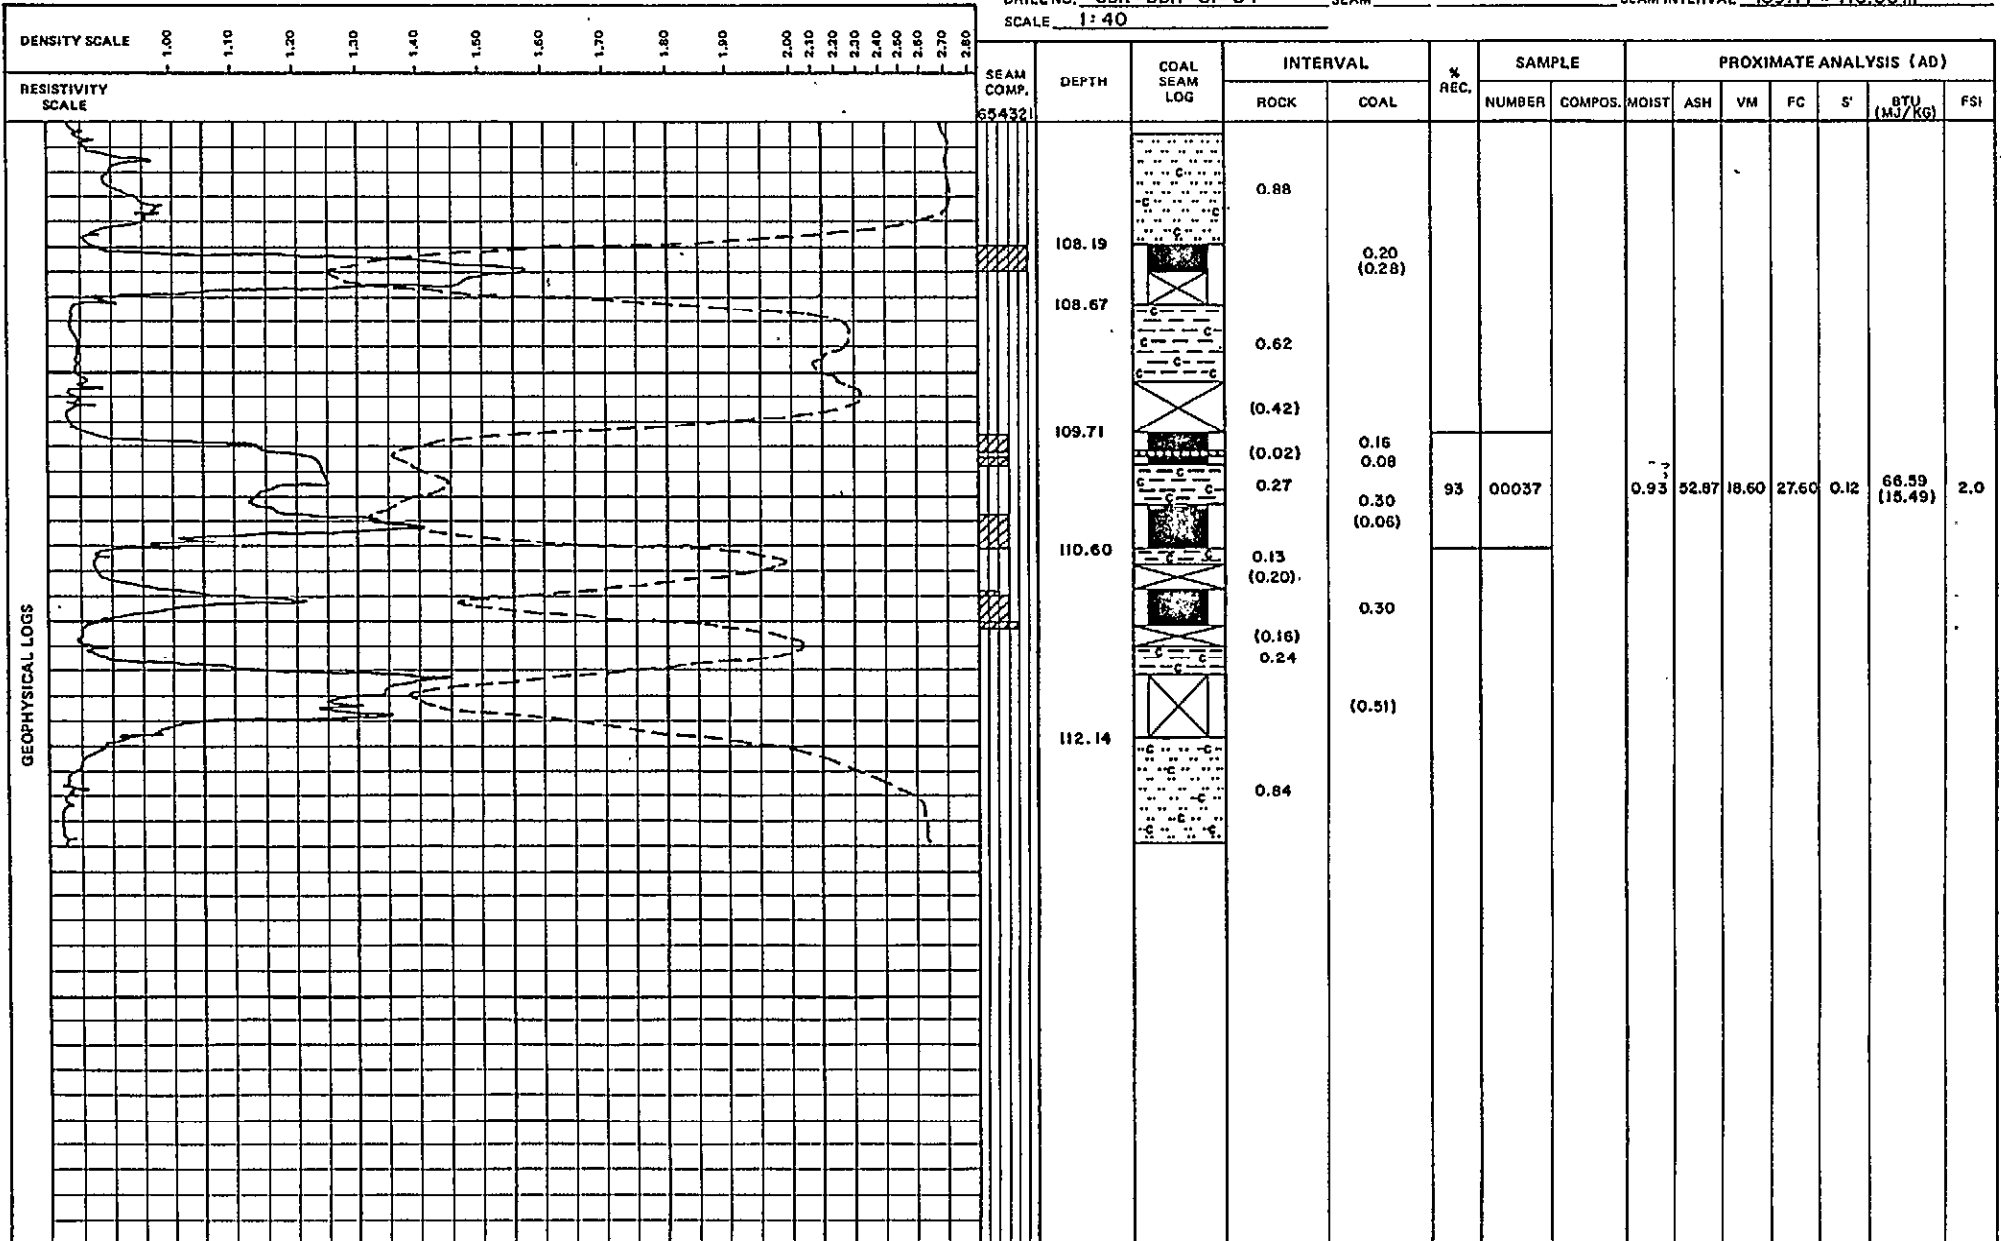 SCALE 1:40
DENSITY SCALE 1.00 1.10 1.20 1.30 1.40 1.50 1.60 1.70 1.80 1.90 2.00 2.10 2.20 2.30 2.40 2.50 2.60 2.70 2.80
RESISTIVITY SCALE
SEAM COMP.
654321
DEPTH
COAL SEAM LOG
INTERVAL
ROCK COAL
% REC.
SAMPLE
NUMBER COMPOS.
PROXIMATE ANALYSIS (AD)
MOIST ASH VM FC S' BTU (MJ/KG) FSI
GEOPHYSICAL LOGS
0.88
108.19
0.20
(0.28)
108.67
0.62
(0.42)
109.71
0.16
(0.02)
0.08
0.27
0.30
(0.06)
93 00037 0.93 52.87 18.60 27.60 0.12 66.59 (15.49) 2.0
110.60
0.13
(0.20)
0.30
(0.16)
0.24
(0.51)
112.14
0.84